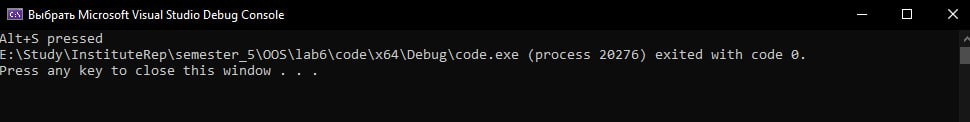 Выбрать Microsoft Visual Studio Debug Console
Alt+S pressed
E:\Study\InstituteRep\semester_5\OOS\lab6\code\x64\Debug\code.exe (process 20276) exited with code 0.
Press any key to close this window . . .